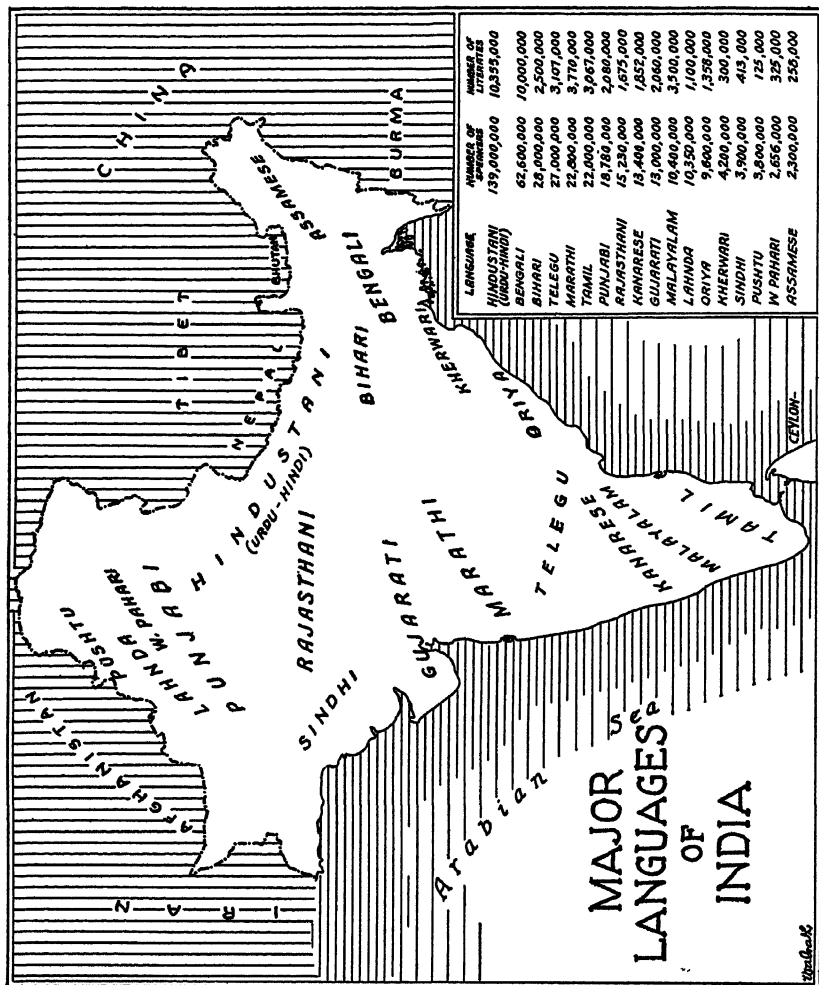 CHINA
TIBET
NEPAL
BHUTAN
BURMA
AFGHANISTAN
IRAN
PUSHTU
LAHNDA
W. PAHARI
PUNJABI
HINDUSTANI
(URDU-HINDI)
ASSAMESE
BENGALI
BIHARI
RAJASTHANI
SINDHI
GUJARATI
KHERWARI
ORIYA
MARATHI
TELEGU
KANARESE
MALAYALAM
TAMIL
CEYLON
Arabian Sea
MAJOR
LANGUAGES
OF
INDIA
LANGUAGE NUMBER OF SPEAKERS NUMBER OF LITERATES
HINDUSTANI 139,000,000 10,355,000
(URDU-HINDI)
BENGALI 62,600,000 10,000,000
BIHARI 28,000,000 2,500,000
TELEGU 27,000,000 3,107,000
MARATHI 22,800,000 3,770,000
TAMIL 22,000,000 3,067,000
PUNJABI 18,780,000 2,080,000
RAJASTHANI 15,230,000 1,675,000
KANARESE 13,400,000 1,852,000
GUJARATI 13,000,000 2,060,000
MALAYALAM 10,400,000 3,500,000
LAHNDA 10,350,000 1,100,000
ORIYA 9,600,000 1,358,000
KHERWARI 4,200,000 300,000
SINDHI 3,900,000 413,000
PUSHTU 3,800,000 125,000
W PAHARI 2,656,000 325,000
ASSAMESE 2,300,000 258,000